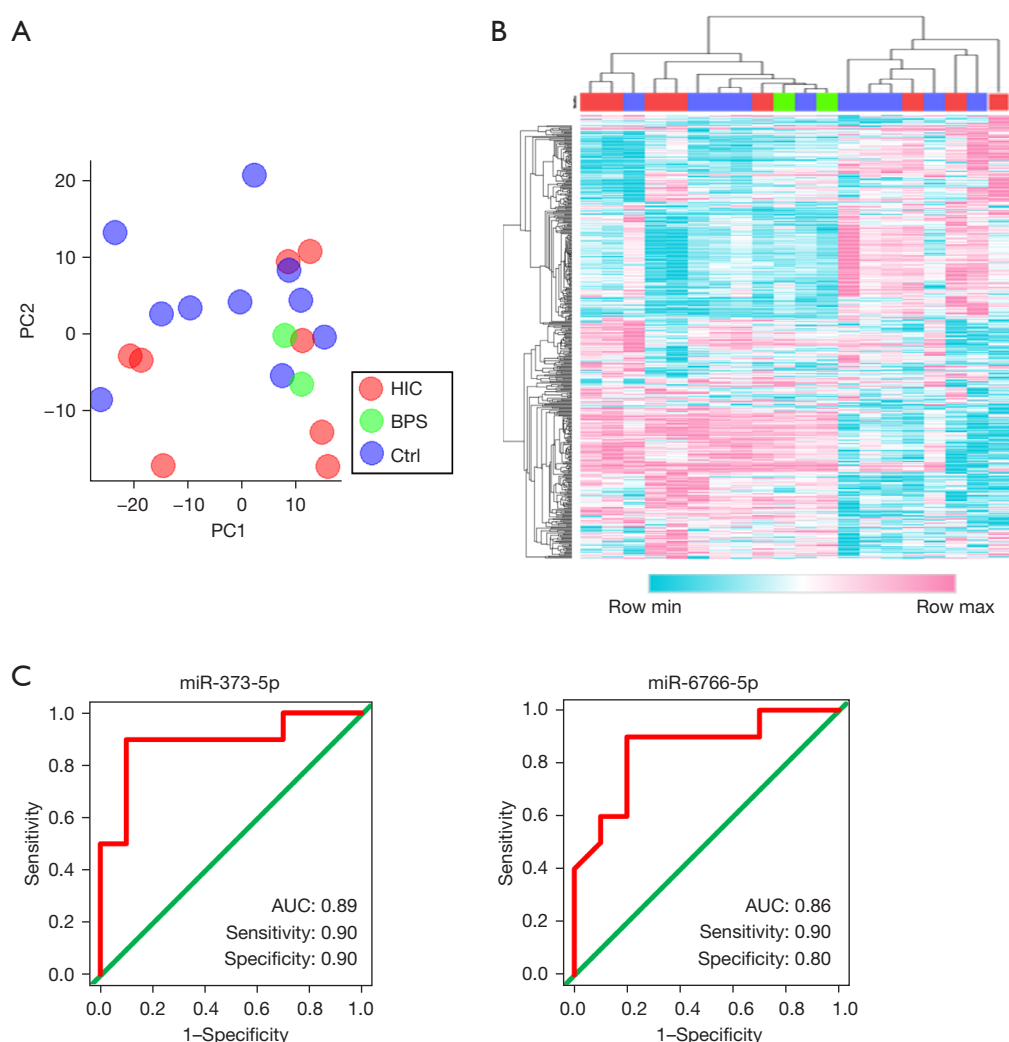 A
20
10
0
−10
PC2
−20
−10
0
10
PC1
HIC
BPS
Ctrl
B
Row min
Row max
C
miR-373-5p
1.0
0.8
0.6
0.4
0.2
0.0
Sensitivity
AUC: 0.89
Sensitivity: 0.90
Specificity: 0.90
0.0 0.2 0.4 0.6 0.8 1.0
1–Specificity
miR-6766-5p
1.0
0.8
0.6
0.4
0.2
0.0
Sensitivity
AUC: 0.86
Sensitivity: 0.90
Specificity: 0.80
0.0 0.2 0.4 0.6 0.8 1.0
1–Specificity